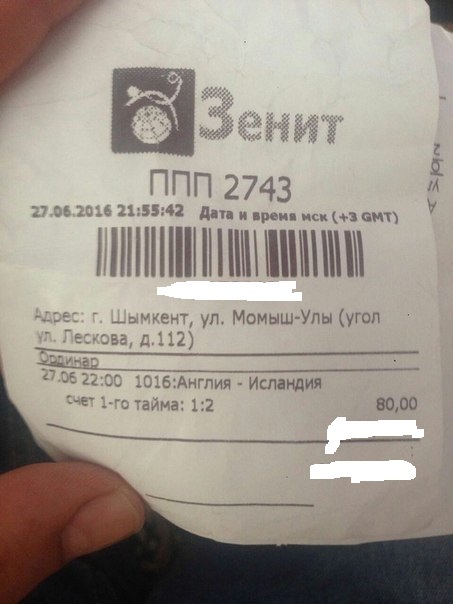 Зенит
ППП 2743
27.06.2016 21:55:42 Дата и время мск (+3 GMT)
Адрес: г. Шымкент, ул. Момыш-Улы (угол
ул. Лескова, д.112)
Ординар
27.06 22:00 1016:Англия - Исландия
счет 1-го тайма: 1:2 80,00